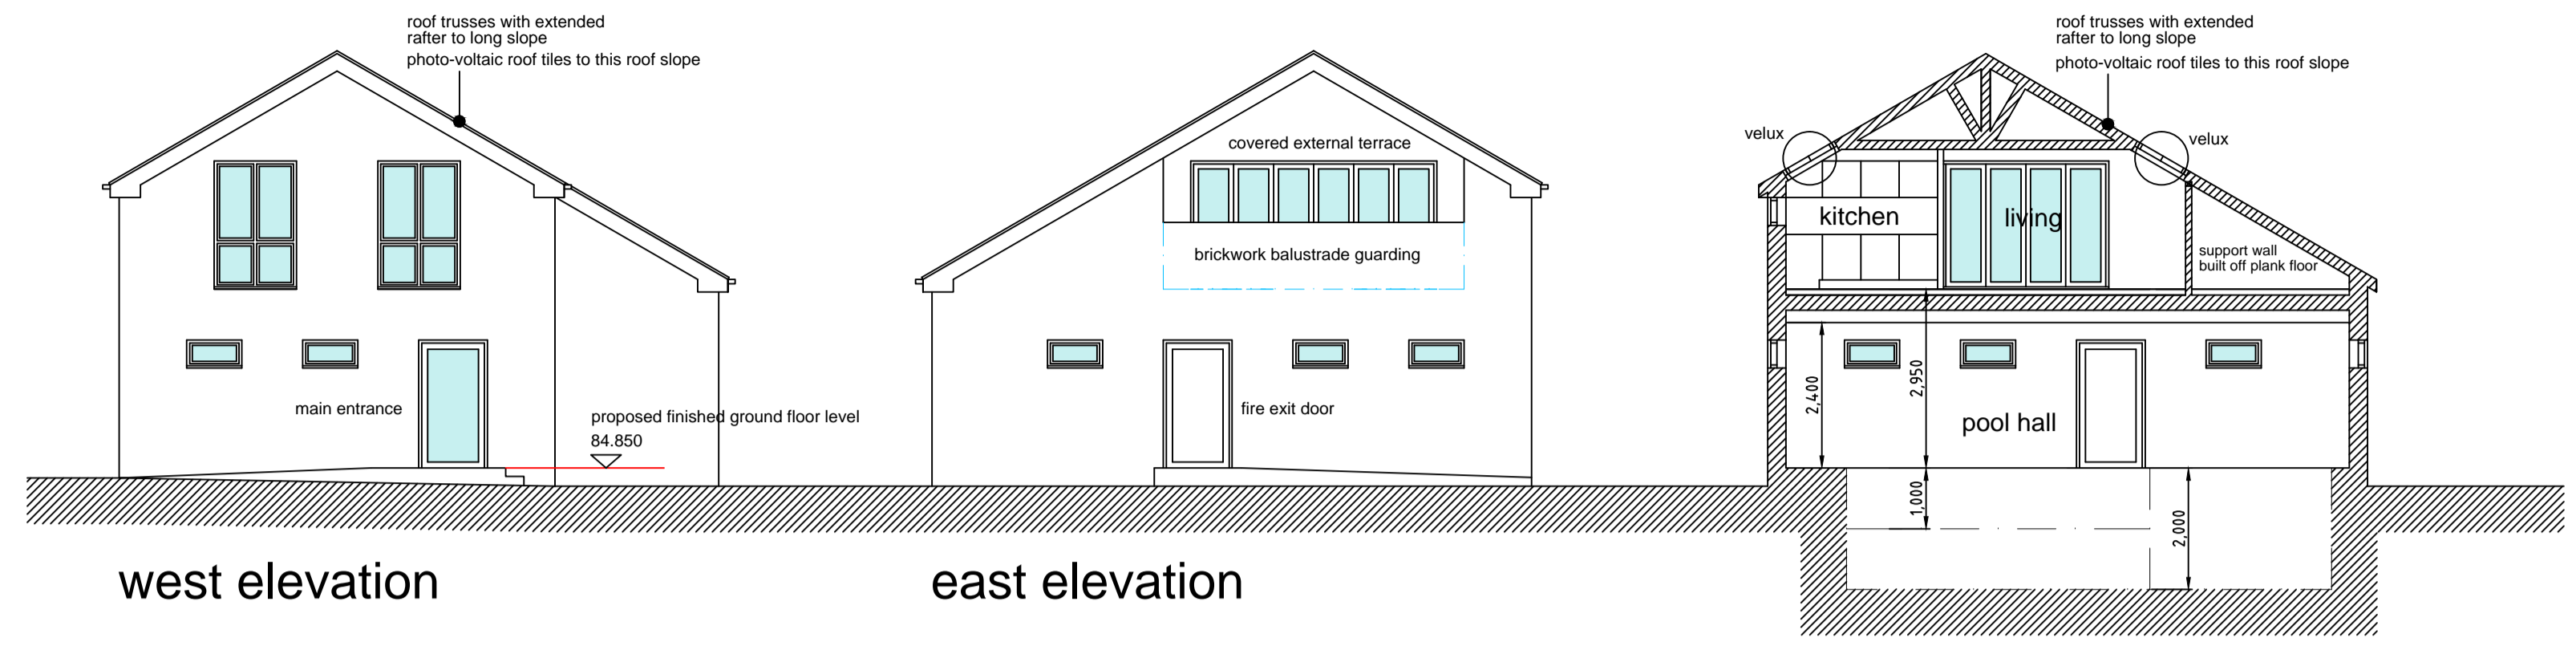 roof trusses with extended
rafter to long slope
photo-voltaic roof tiles to this roof slope
main entrance
proposed finished ground floor level
84.850
west elevation
covered external terrace
brickwork balustrade guarding
fire exit door
east elevation
roof trusses with extended
rafter to long slope
photo-voltaic roof tiles to this roof slope
velux
velux
kitchen
living
support wall
built off plank floor
2,400
2,950
pool hall
1,000
2,000